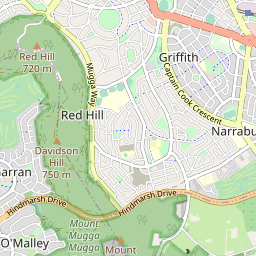 Red Hill
720 m
Mugga Way
Griffith
Captain Cook Crescent
Red Hill
Narrabu
Davidson
Hill
750 m
arran
Hindmarsh Drive
Hindmarsh Drive
O'Malley
Mount
Mugga
Mugga
Mount